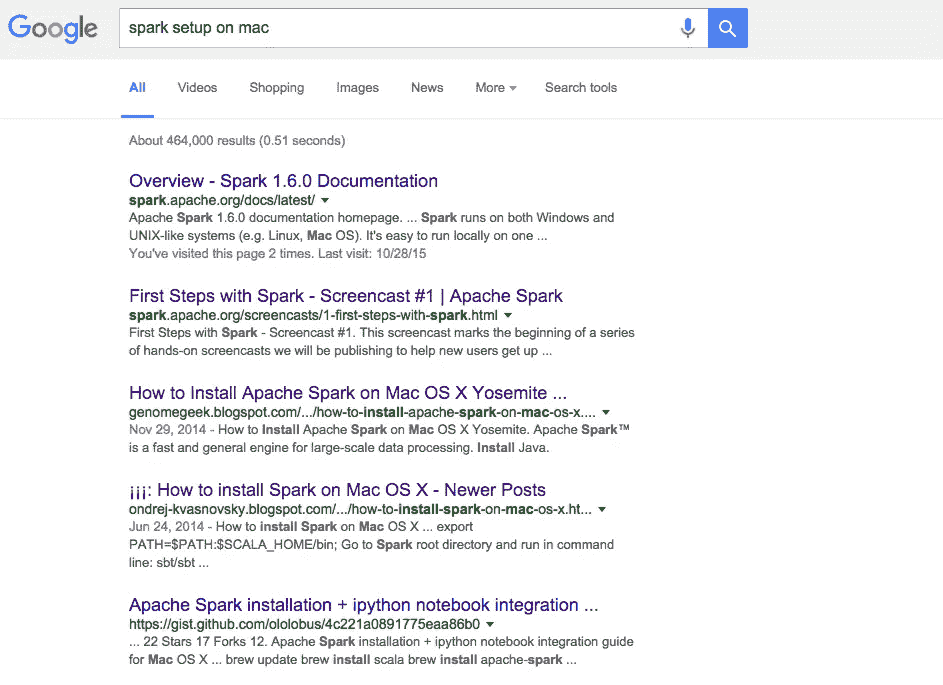 Google
spark setup on mac
All Videos Shopping Images News More Search tools
About 464,000 results (0.51 seconds)
Overview - Spark 1.6.0 Documentation
spark.apache.org/docs/latest/
Apache Spark 1.6.0 documentation homepage. ... Spark runs on both Windows and
UNIX-like systems (e.g. Linux, Mac OS). It's easy to run locally on one ...
You've visited this page 2 times. Last visit: 10/28/15
First Steps with Spark - Screencast #1 | Apache Spark
spark.apache.org/screencasts/1-first-steps-with-spark.html
First Steps with Spark - Screencast #1. This screencast marks the beginning of a series
of hands-on screencasts we will be publishing to help new users get up ...
How to Install Apache Spark on Mac OS X Yosemite ...
genomegeek.blogspot.com/.../how-to-install-apache-spark-on-mac-os-x....
Nov 29, 2014 - How to Install Apache Spark on Mac OS X Yosemite. Apache Spark™
is a fast and general engine for large-scale data processing. Install Java.
¡¡¡: How to install Spark on Mac OS X - Newer Posts
ondrej-kvasnovsky.blogspot.com/.../how-to-install-spark-on-mac-os-x.ht...
Jun 24, 2014 - How to install Spark on Mac OS X ... export
PATH=$PATH:$SCALA_HOME/bin; Go to Spark root directory and run in command
line: sbt/sbt ...
Apache Spark installation + ipython notebook integration ...
https://gist.github.com/ololobus/4c221a0891775eaa86b0
... 22 Stars 17 Forks 12. Apache Spark installation + ipython notebook integration guide
for Mac OS X ... brew update brew install scala brew install apache-spark ...